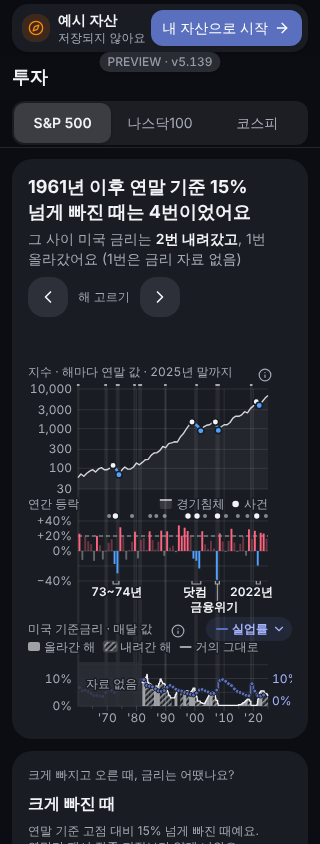 예시 자산
저장되지 않아요
내 자산으로 시작 →
PREVIEW · v5.139
투자
S&P 500
나스닥100
코스피
1961년 이후 연말 기준 15%
넘게 빠진 때는 4번이었어요
그 사이 미국 금리는 2번 내려갔고, 1번
올라갔어요 (1번은 금리 자료 없음)
해 고르기
지수 · 해마다 연말 값 · 2025년 말까지
10,000
3,000
1,000
300
100
30
연간 등락
경기침체
사건
+40%
+20%
0%
−40%
73~74년
닷컴
금융위기
2022년
미국 기준금리 · 매달 값
실업률
올라간 해
내려간 해
거의 그대로
자료 없음
10%
0%
10%
0%
'70
'80
'90
'00
'10
'20
크게 빠지고 오른 때, 금리는 어땠나요?
크게 빠진 때
연말 기준 고점 대비 15% 넘게 빠진 때예요.